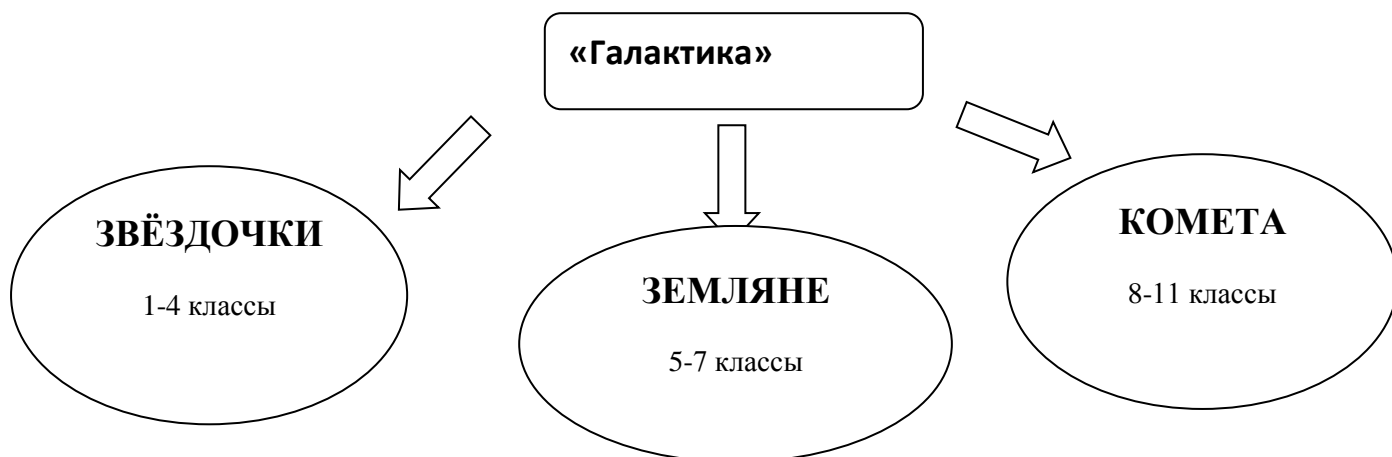 «Галактика»
ЗВЁЗДОЧКИ
1-4 классы
ЗЕМЛЯНЕ
5-7 классы
КОМЕТА
8-11 классы